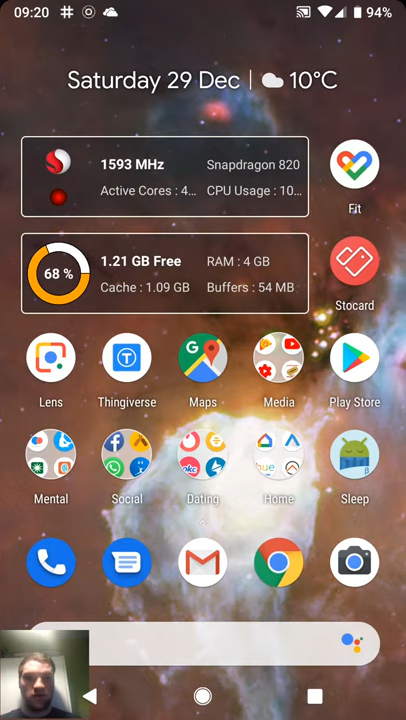 09:20
94%
Saturday 29 Dec | 10°C
1593 MHz Snapdragon 820
Active Cores : 4... CPU Usage : 10...
Fit
68 %
1.21 GB Free RAM : 4 GB
Cache : 1.09 GB Buffers : 54 MB
Stocard
Lens Thingiverse Maps Media Play Store
Mental Social Dating Home Sleep